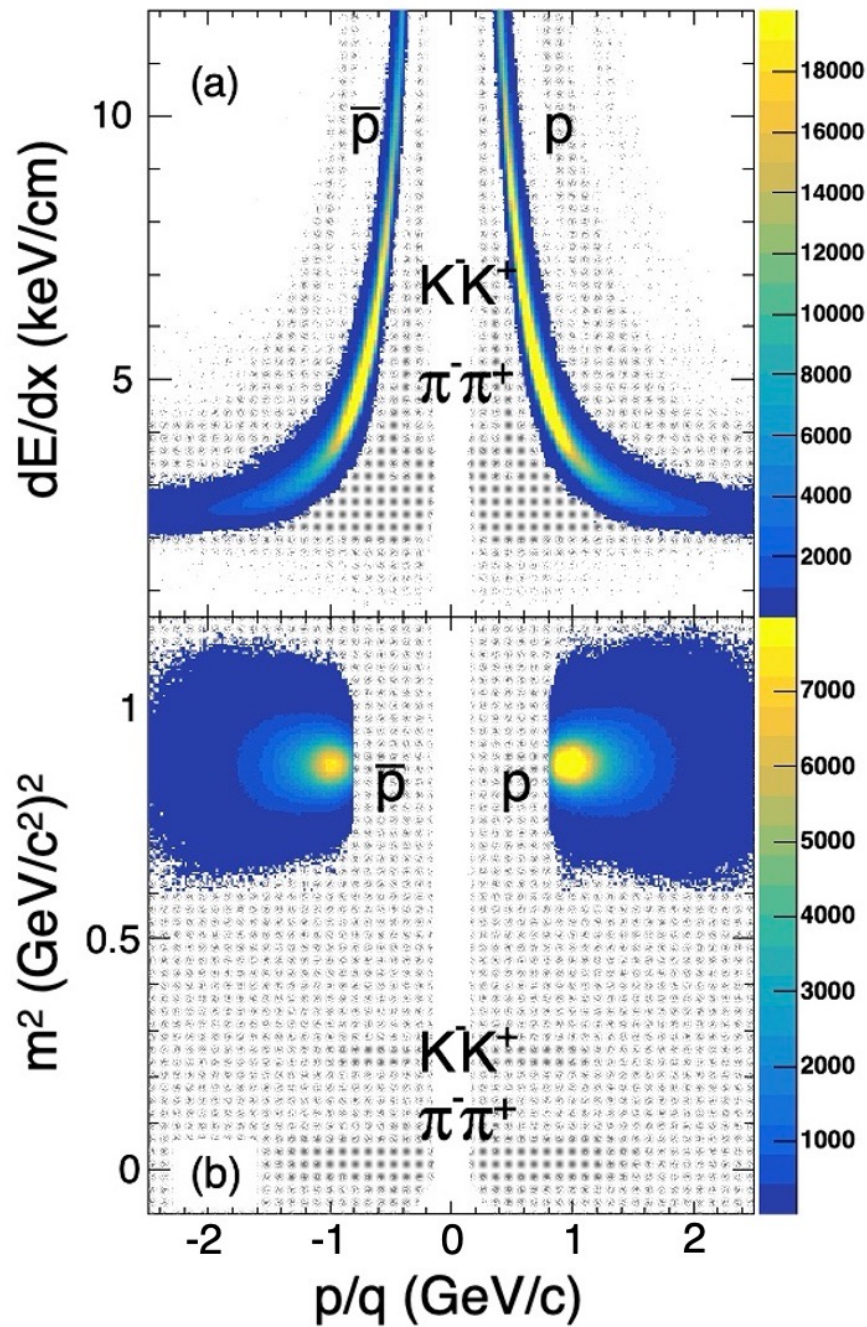 (a)
p̅ p
K⁻K⁺
π⁻π⁺
dE/dx (keV/cm)
10
5
18000
16000
14000
12000
10000
8000
6000
4000
2000
p̅ p
K⁻K⁺
π⁻π⁺
(b)
m² (GeV/c²)²
1
0.5
0
7000
6000
5000
4000
3000
2000
1000
-2 -1 0 1 2
p/q (GeV/c)